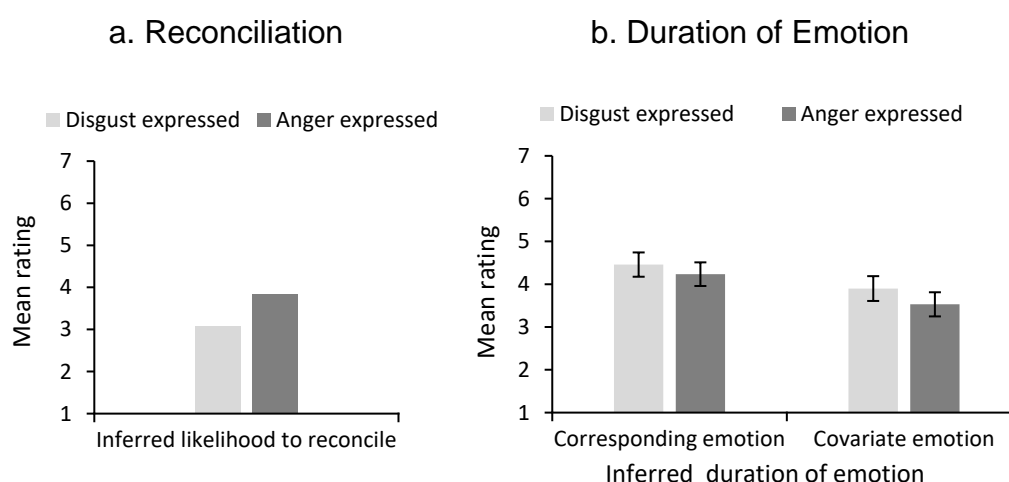 a. Reconciliation
Disgust expressed Anger expressed
7
6
5
4
3
2
1
Mean rating
Inferred likelihood to reconcile
b. Duration of Emotion
Disgust expressed Anger expressed
7
6
5
4
3
2
1
Mean rating
Corresponding emotion Covariate emotion
Inferred duration of emotion